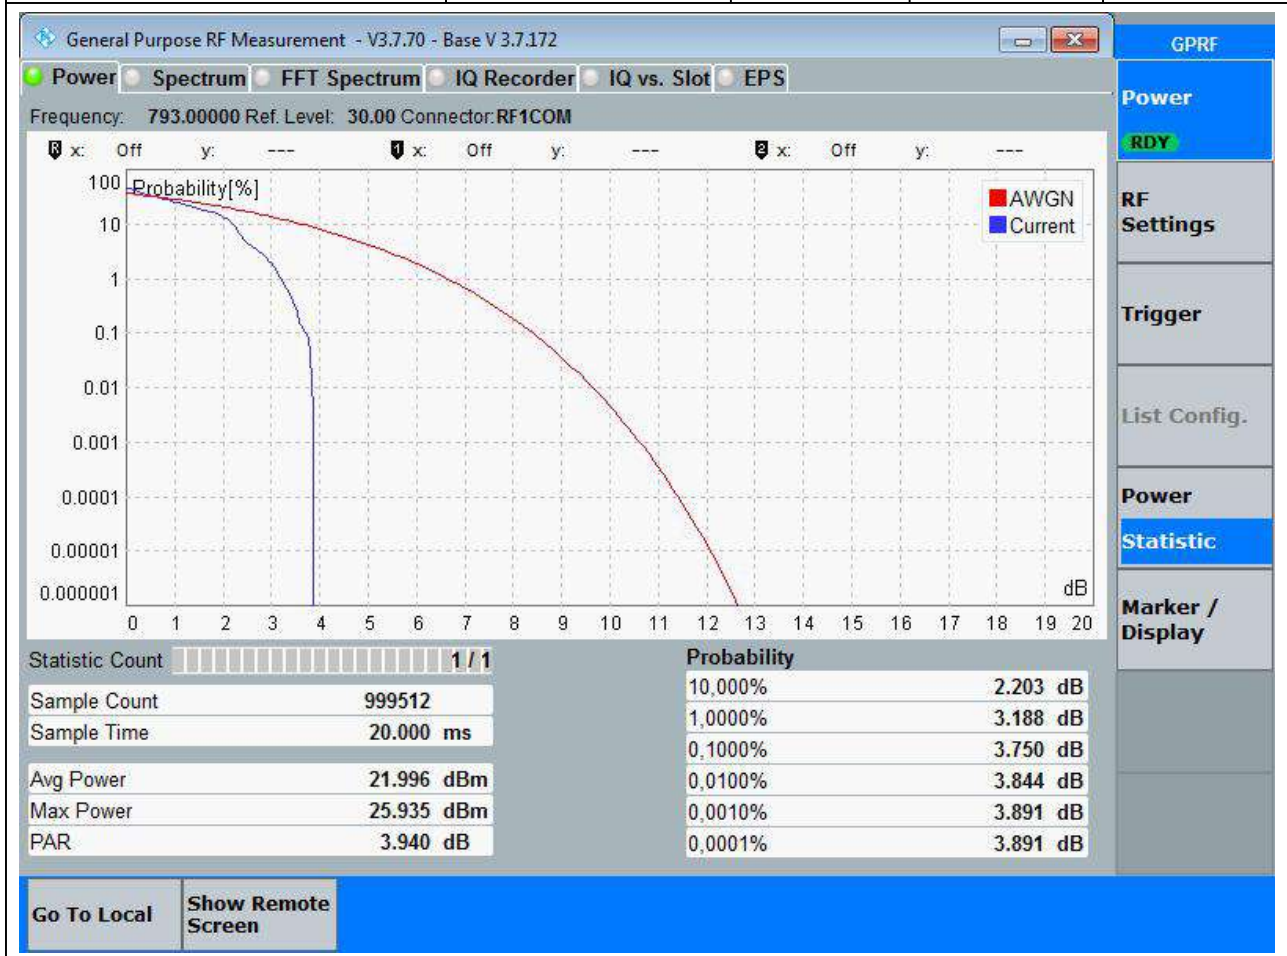 General Purpose RF Measurement - V3.7.70 - Base V 3.7.172
GPRF
Power Spectrum FFT Spectrum IQ Recorder IQ vs. Slot EPS
Frequency: 793.00000 Ref. Level: 30.00 Connector: RF1COM
R x: Off y: --- 1 x: Off y: --- 2 x: Off y: ---
Probability[%]
AWGN
Current
100
10
1
0.1
0.01
0.001
0.0001
0.00001
0.000001
dB
0 1 2 3 4 5 6 7 8 9 10 11 12 13 14 15 16 17 18 19 20
Statistic Count 1 / 1
Sample Count 999512
Sample Time 20.000 ms
Avg Power 21.996 dBm
Max Power 25.935 dBm
PAR 3.940 dB
Probability
10,000% 2.203 dB
1,0000% 3.188 dB
0,1000% 3.750 dB
0,0100% 3.844 dB
0,0010% 3.891 dB
0,0001% 3.891 dB
Power
RDY
RF
Settings
Trigger
List Config.
Power
Statistic
Marker /
Display
Go To Local
Show Remote
Screen